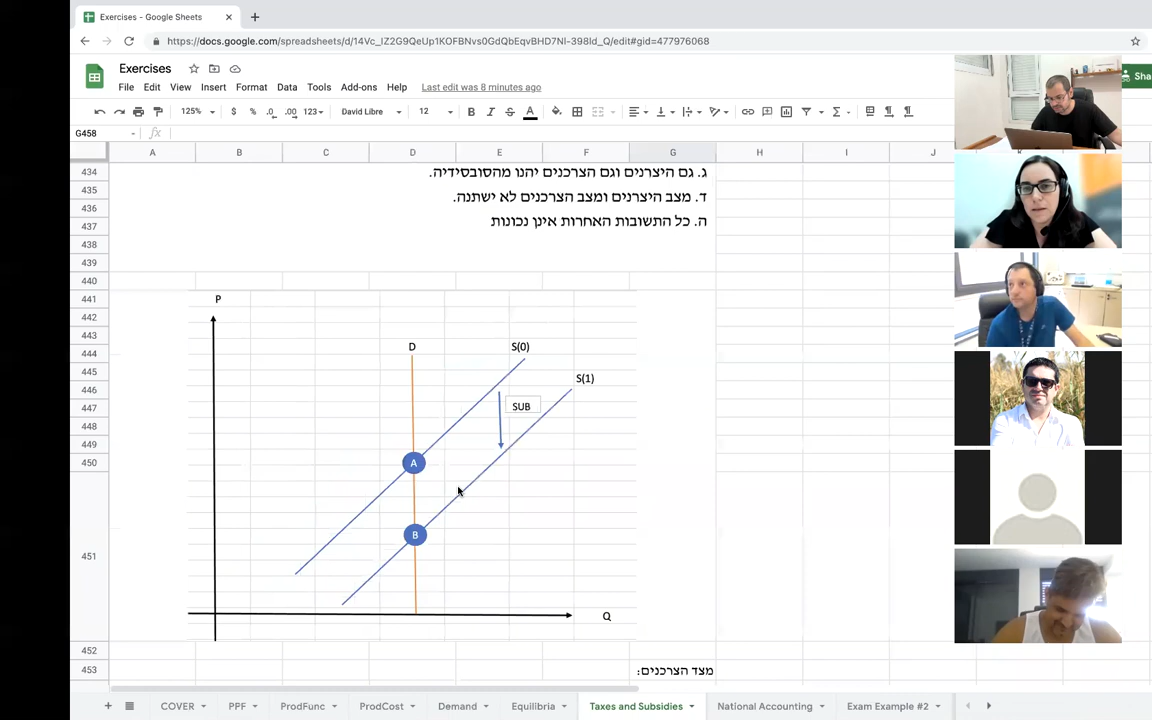 Exercises - Google Sheets
https://docs.google.com/spreadsheets/d/14Vc_IZ2G9QeUp1KOFBNvs0GdQbEqvBHD7NI-398Id_Q/edit#gid=477976068
Exercises
Sha
File Edit View Insert Format Data Tools Add-ons Help Last edit was 8 minutes ago
125% $ % .0 .00 123 David Libre 12 B I S A
G458 fx
A B C D E F G H I J
434 ג. גם היצרנים וגם הצרכנים יהנו מהסובסידיה.
435 ד. מצב היצרנים ומצב הצרכנים לא ישתנה.
436
437 ה. כל התשובות האחרות אינן נכונות
438
439
440
441 P
442
443
444 D S(0)
445 S(1)
446
447 SUB
448
449
450 A
B
451
Q
452
453 מצד הצרכנים:
COVER PPF ProdFunc ProdCost Demand Equilibria Taxes and Subsidies National Accounting Exam Example #2